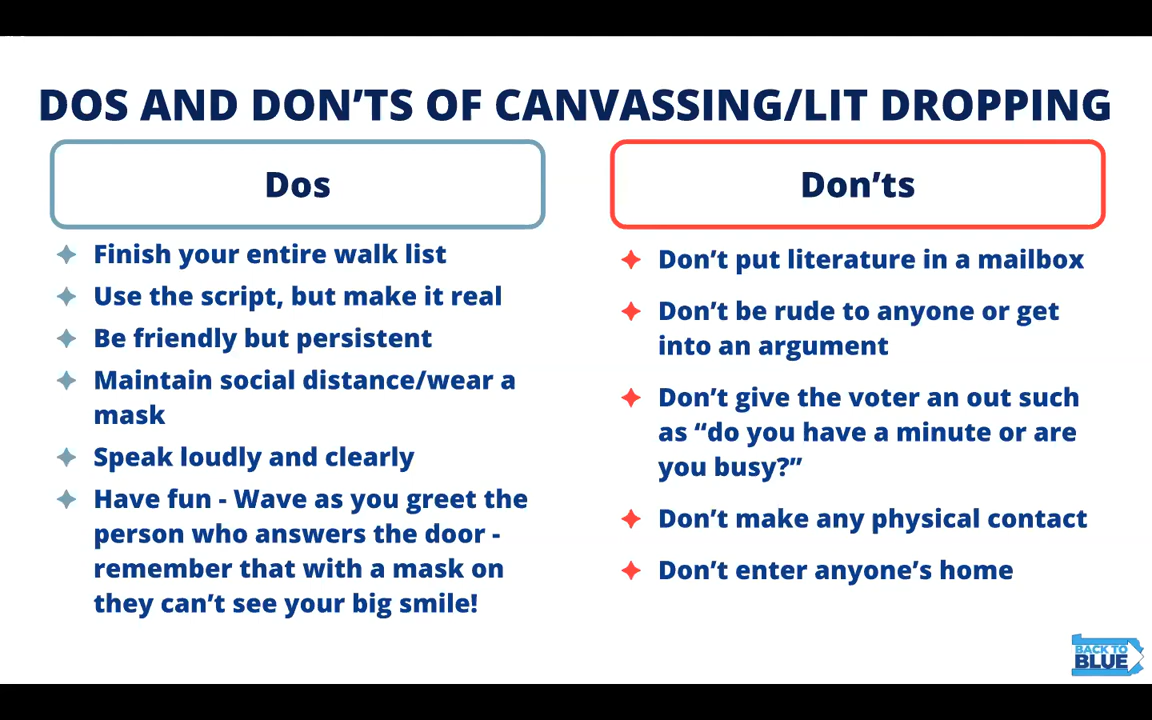 DOS AND DON'TS OF CANVASSING/LIT DROPPING
Dos
Finish your entire walk list
Use the script, but make it real
Be friendly but persistent
Maintain social distance/wear a
mask
Speak loudly and clearly
Have fun - Wave as you greet the
person who answers the door -
remember that with a mask on
they can't see your big smile!
Don'ts
Don't put literature in a mailbox
Don't be rude to anyone or get
into an argument
Don't give the voter an out such
as “do you have a minute or are
you busy?”
Don't make any physical contact
Don't enter anyone's home
BACK TO
BLUE